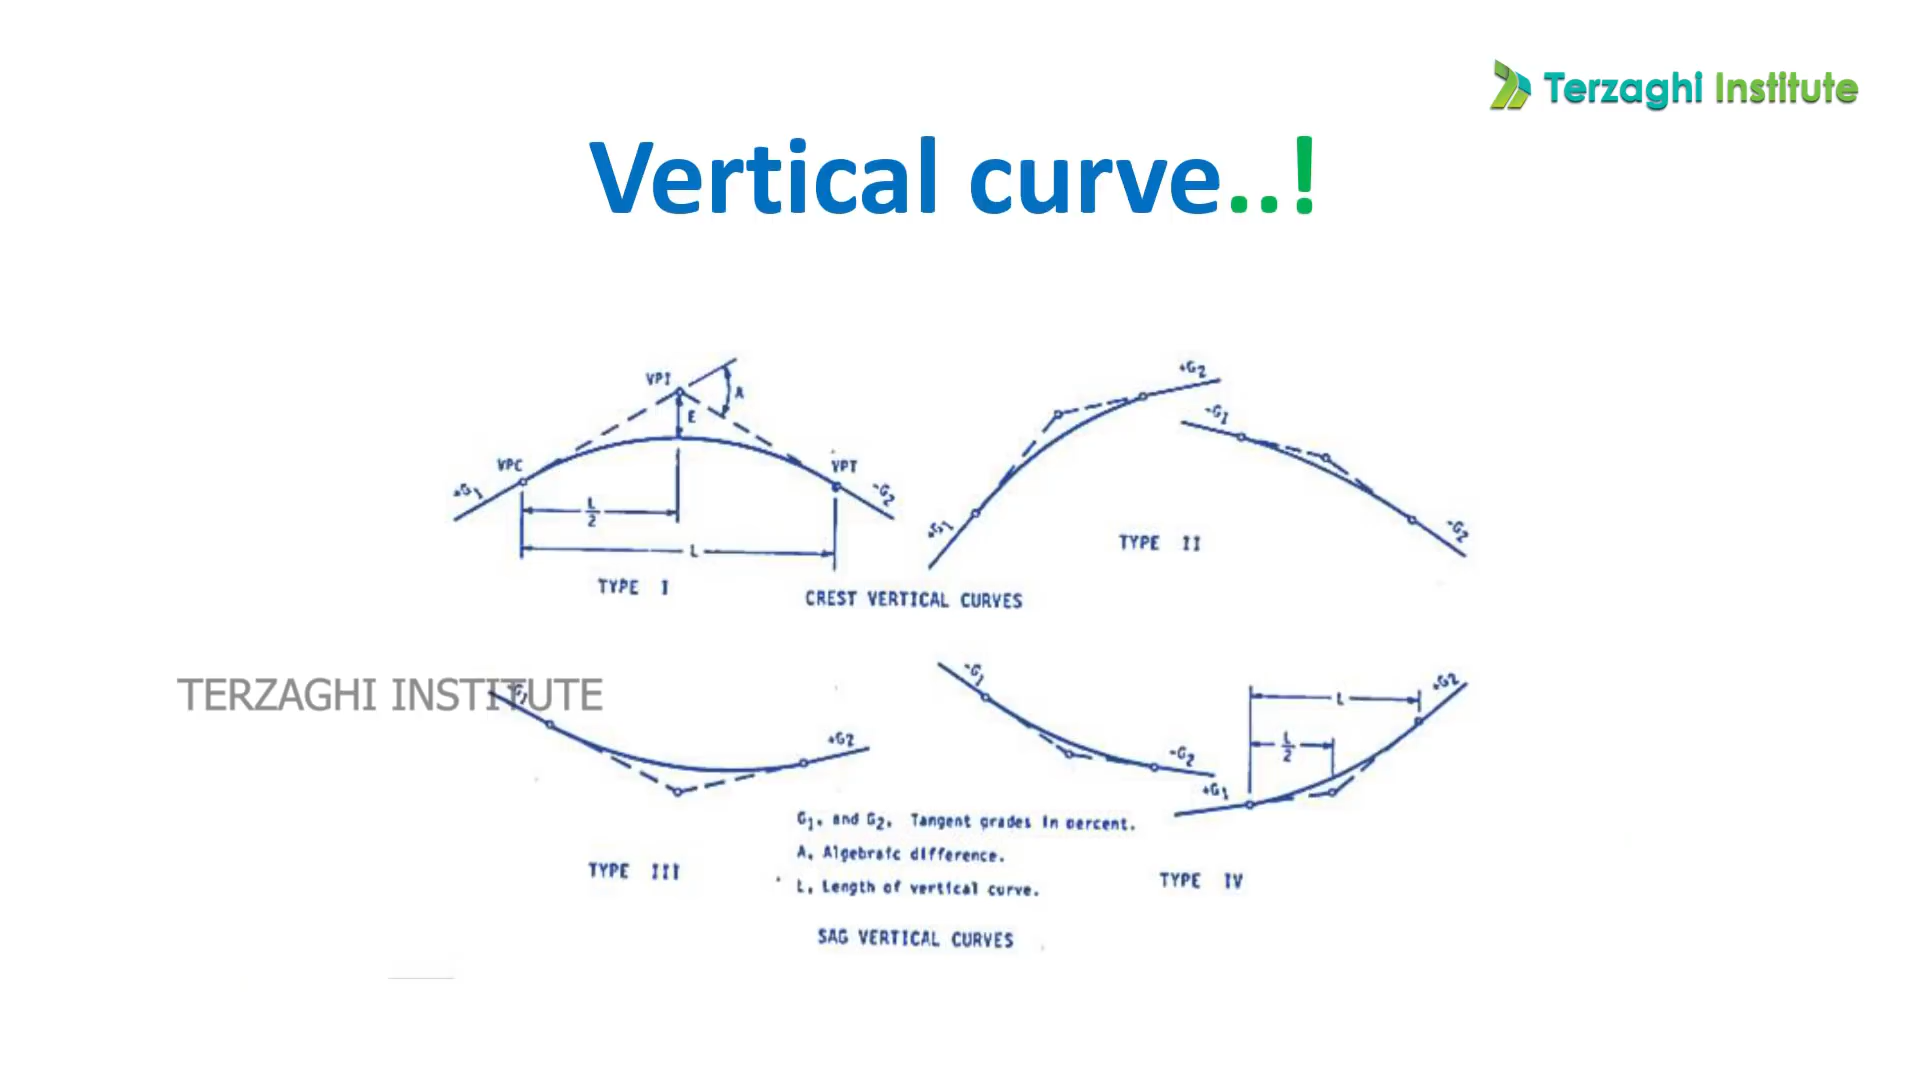 Terzaghi Institute
Vertical curve..!
VPI
A
E
VPC
VPT
+G1
-G2
L/2
L
TYPE I
+G2
-G1
+G1
-G2
TYPE II
CREST VERTICAL CURVES
TERZAGHI INSTITUTE
G1
+G2
TYPE III
-G1
-G2
L
+G2
L/2
+G1
G1, and G2, Tangent grades in percent.
A, Algebraic difference.
L, Length of vertical curve.
TYPE IV
SAG VERTICAL CURVES